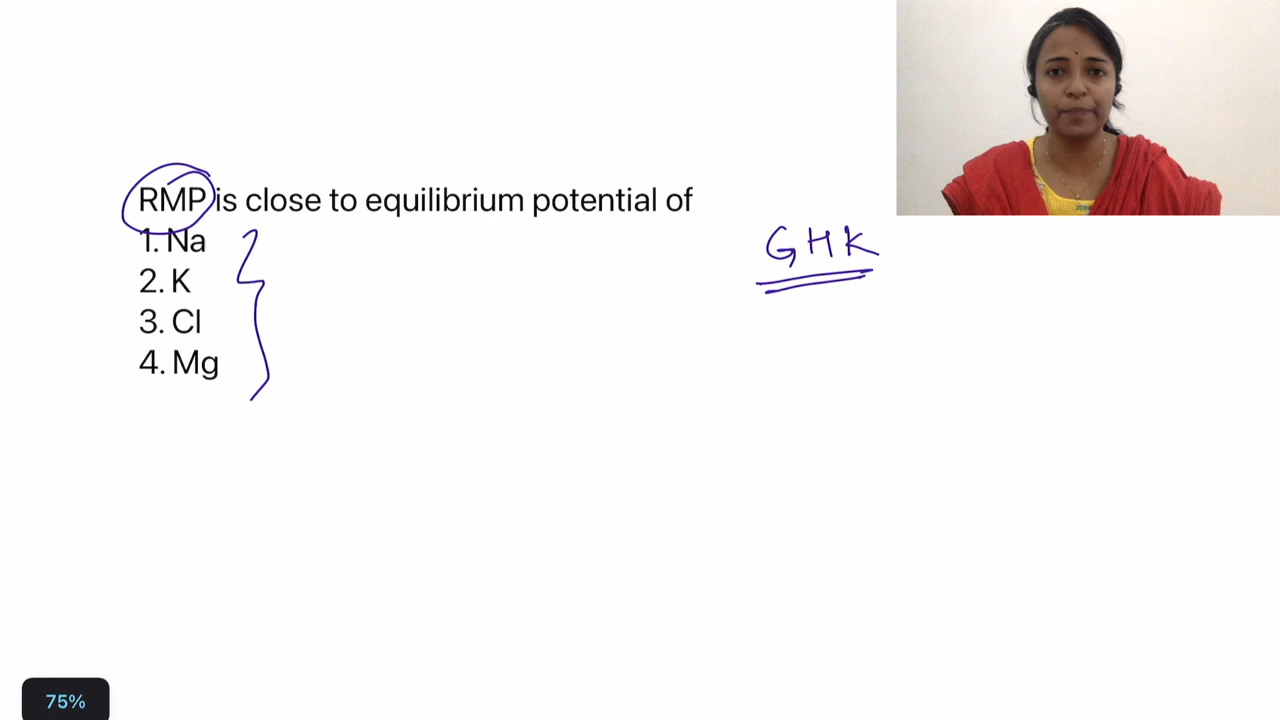 RMP is close to equilibrium potential of
1. Na
GHK
2. K
3. Cl
4. Mg
75%